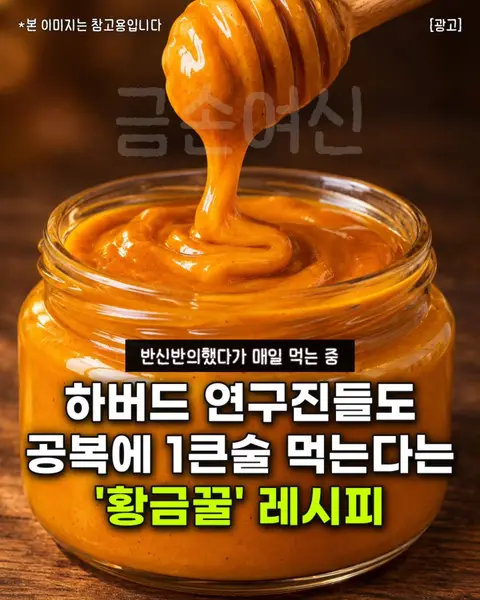 *본 이미지는 참고용입니다
[광고]
금손여신
반신반의했다가 매일 먹는 중
하버드 연구진들도
공복에 1큰술 먹는다는
'황금꿀' 레시피